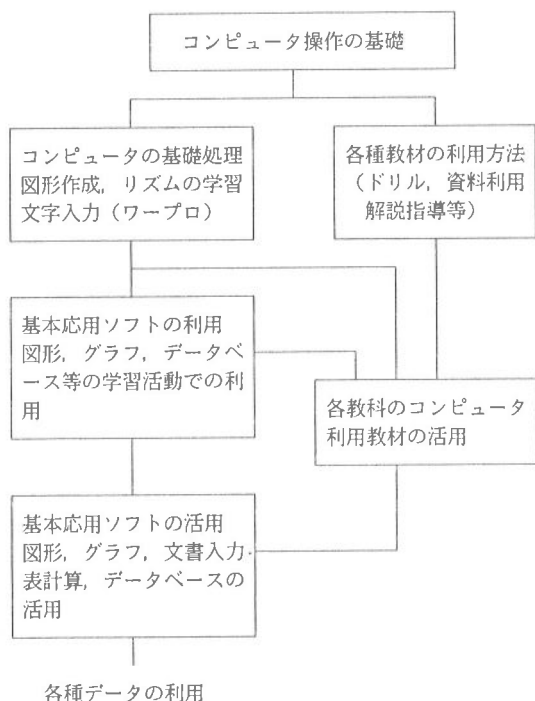 コンピュータ操作の基礎
コンピュータの基礎処理
図形作成，リズムの学習
文字入力（ワープロ）
各種教材の利用方法
（ドリル，資料利用
解説指導等）
基本応用ソフトの利用
図形，グラフ，データベ
ース等の学習活動での利
用
各教科のコンピュータ
利用教材の活用
基本応用ソフトの活用
図形，グラフ，文書入力
表計算，データベースの
活用
各種データの利用